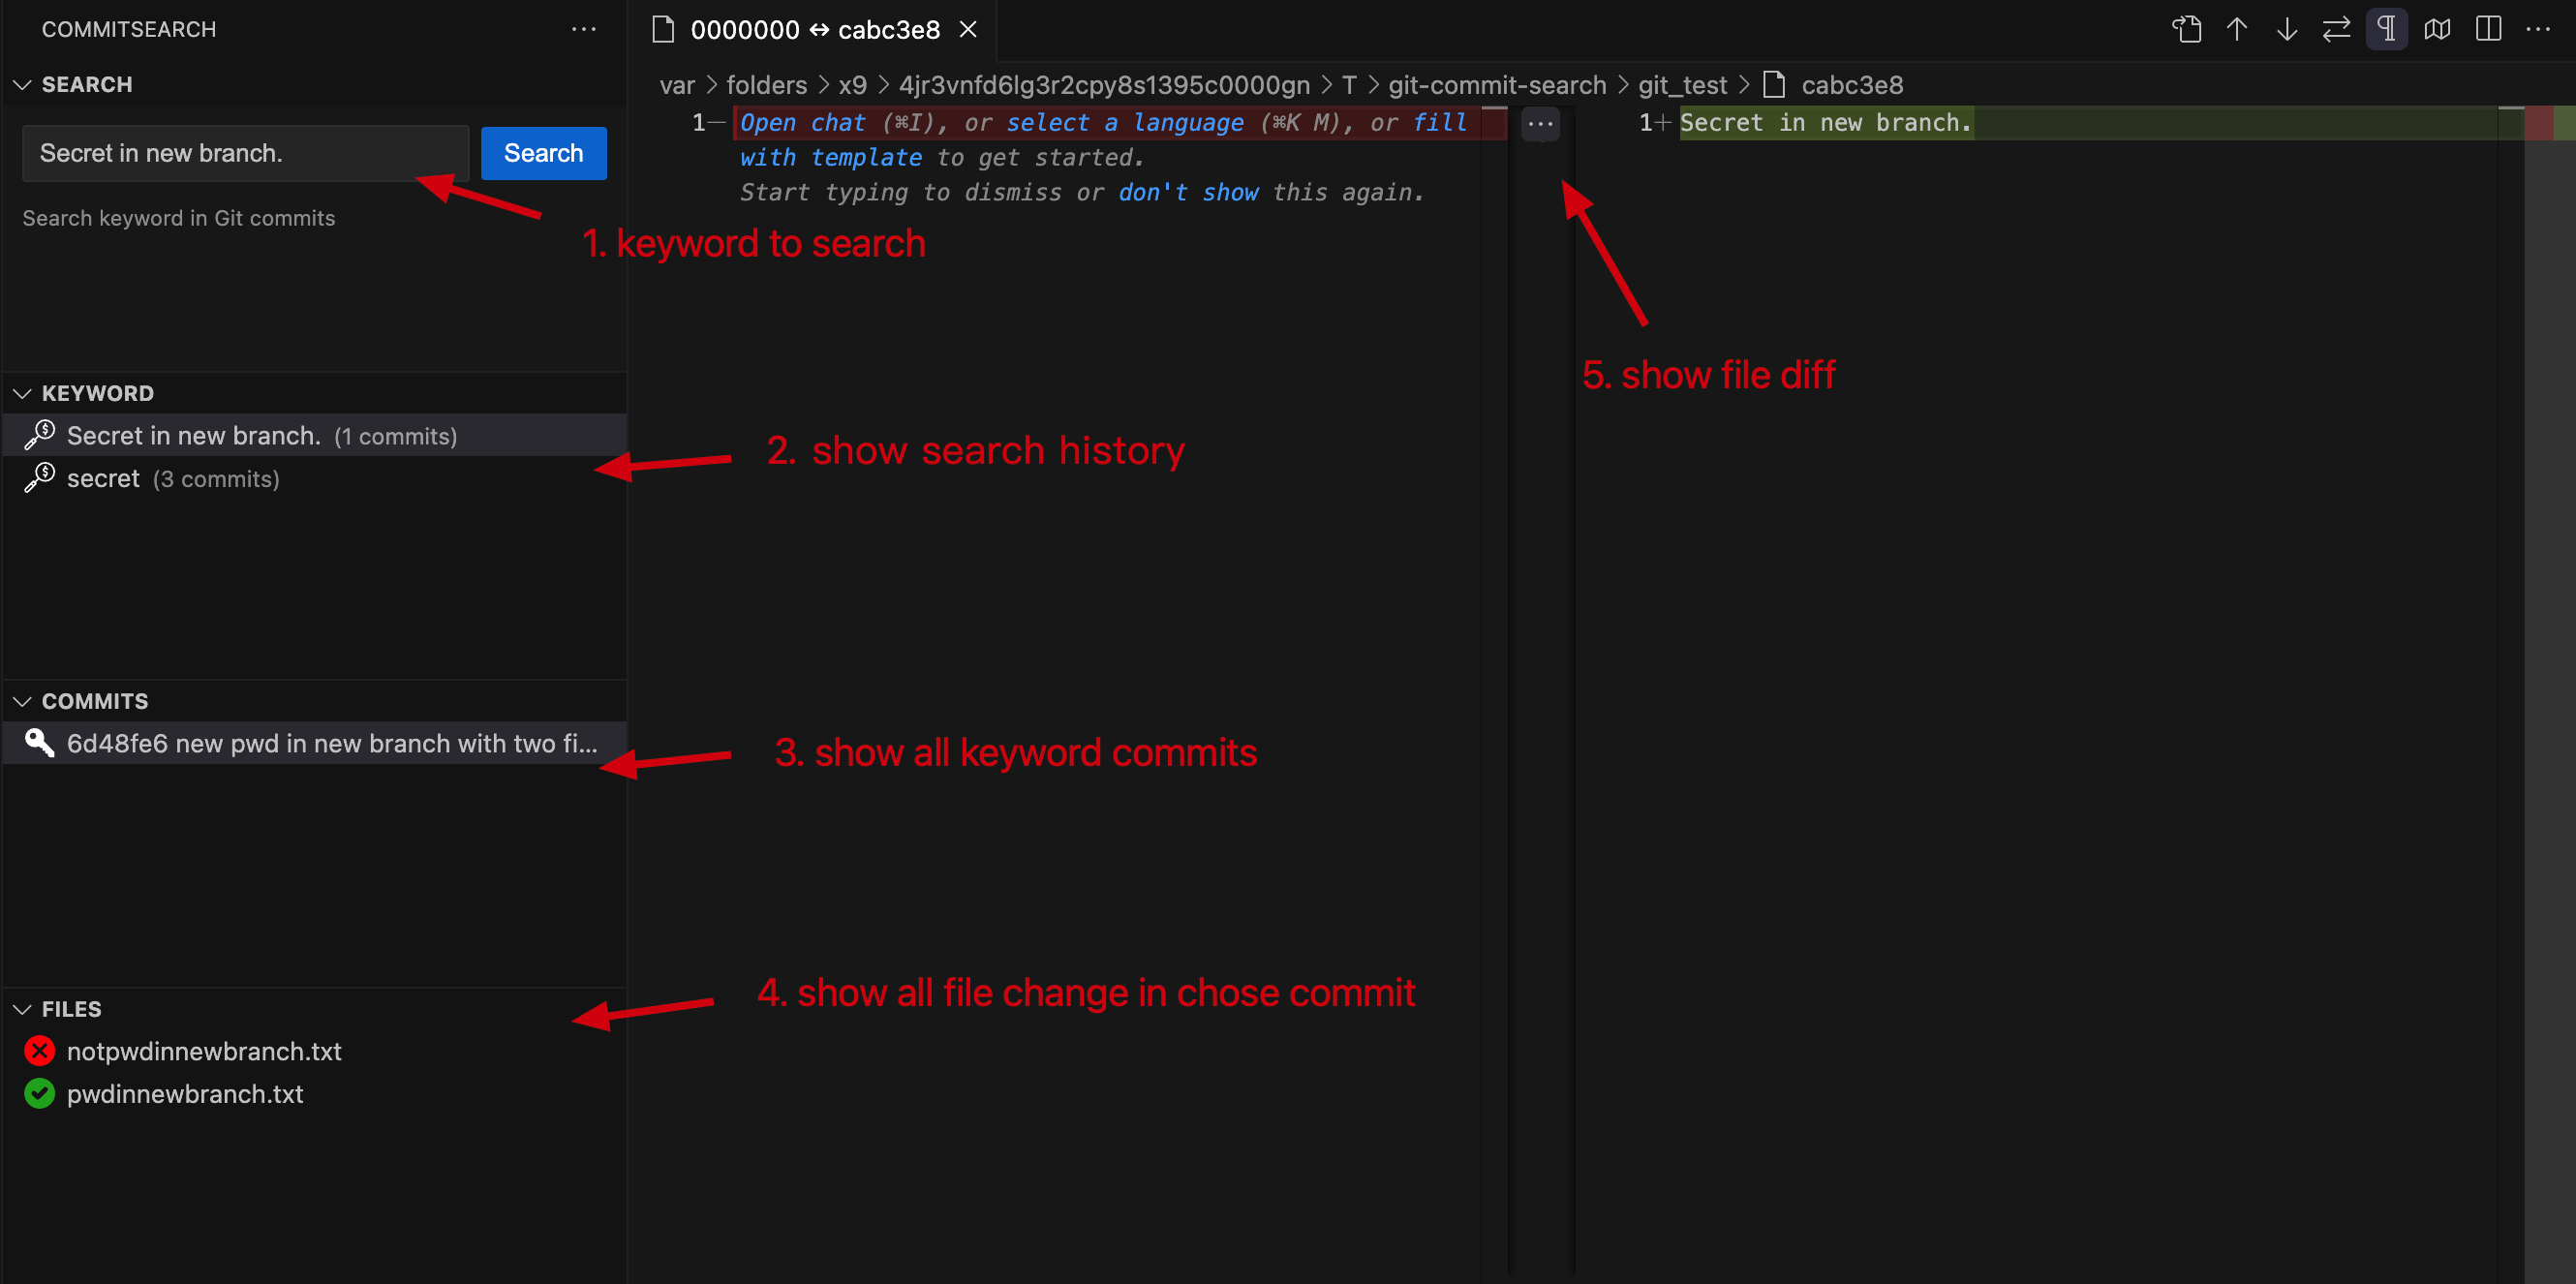 COMMITSEARCH
SEARCH
Secret in new branch.
Search
Search keyword in Git commits
1. keyword to search
KEYWORD
Secret in new branch. (1 commits)
secret (3 commits)
2. show search history
COMMITS
6d48fe6 new pwd in new branch with two fi...
3. show all keyword commits
FILES
notpwdinnewbranch.txt
pwdinnewbranch.txt
4. show all file change in chose commit
0000000 ↔ cabc3e8
var > folders > x9 > 4jr3vnfd6lg3r2cpy8s1395c0000gn > T > git-commit-search > git_test > cabc3e8
1— Open chat (⌘I), or select a language (⌘K M), or fill
with template to get started.
Start typing to dismiss or don't show this again.
1+ Secret in new branch.
5. show file diff